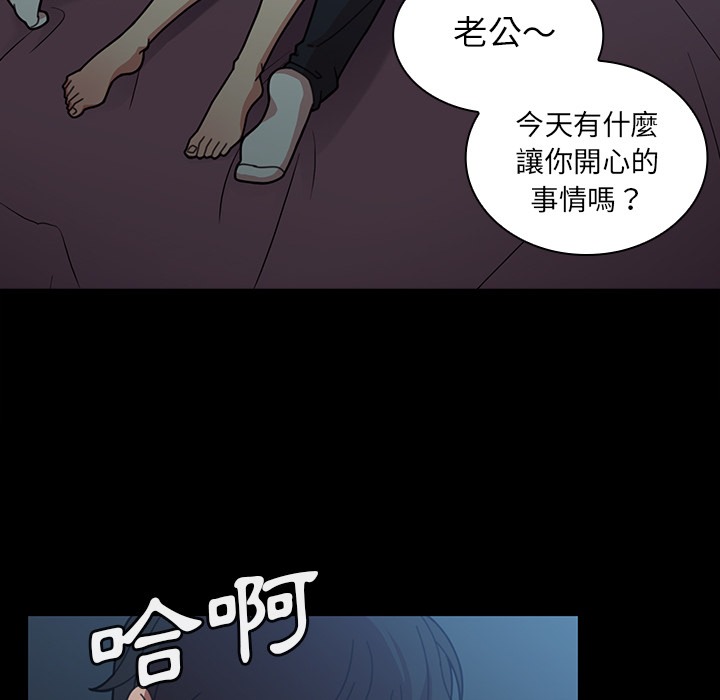 老公～
今天有什麼
讓你開心的
事情嗎？
哈啊